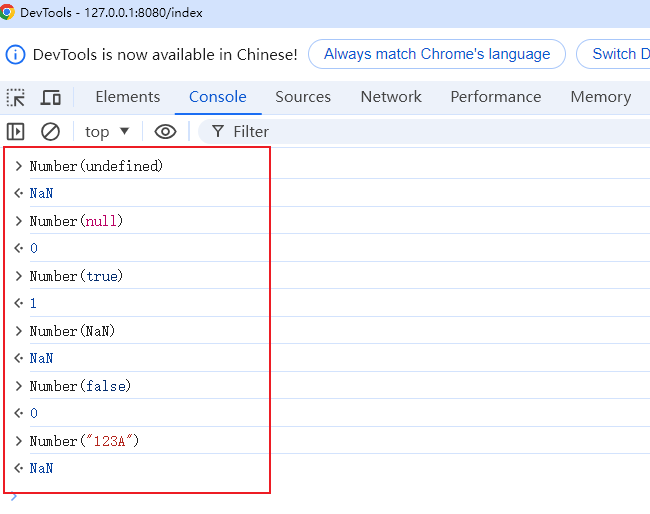 DevTools - 127.0.0.1:8080/index
DevTools is now available in Chinese! Always match Chrome's language Switch D
Elements Console Sources Network Performance Memory
top Filter
Number(undefined)
NaN
Number(null)
0
Number(true)
1
Number(NaN)
NaN
Number(false)
0
Number("123A")
NaN